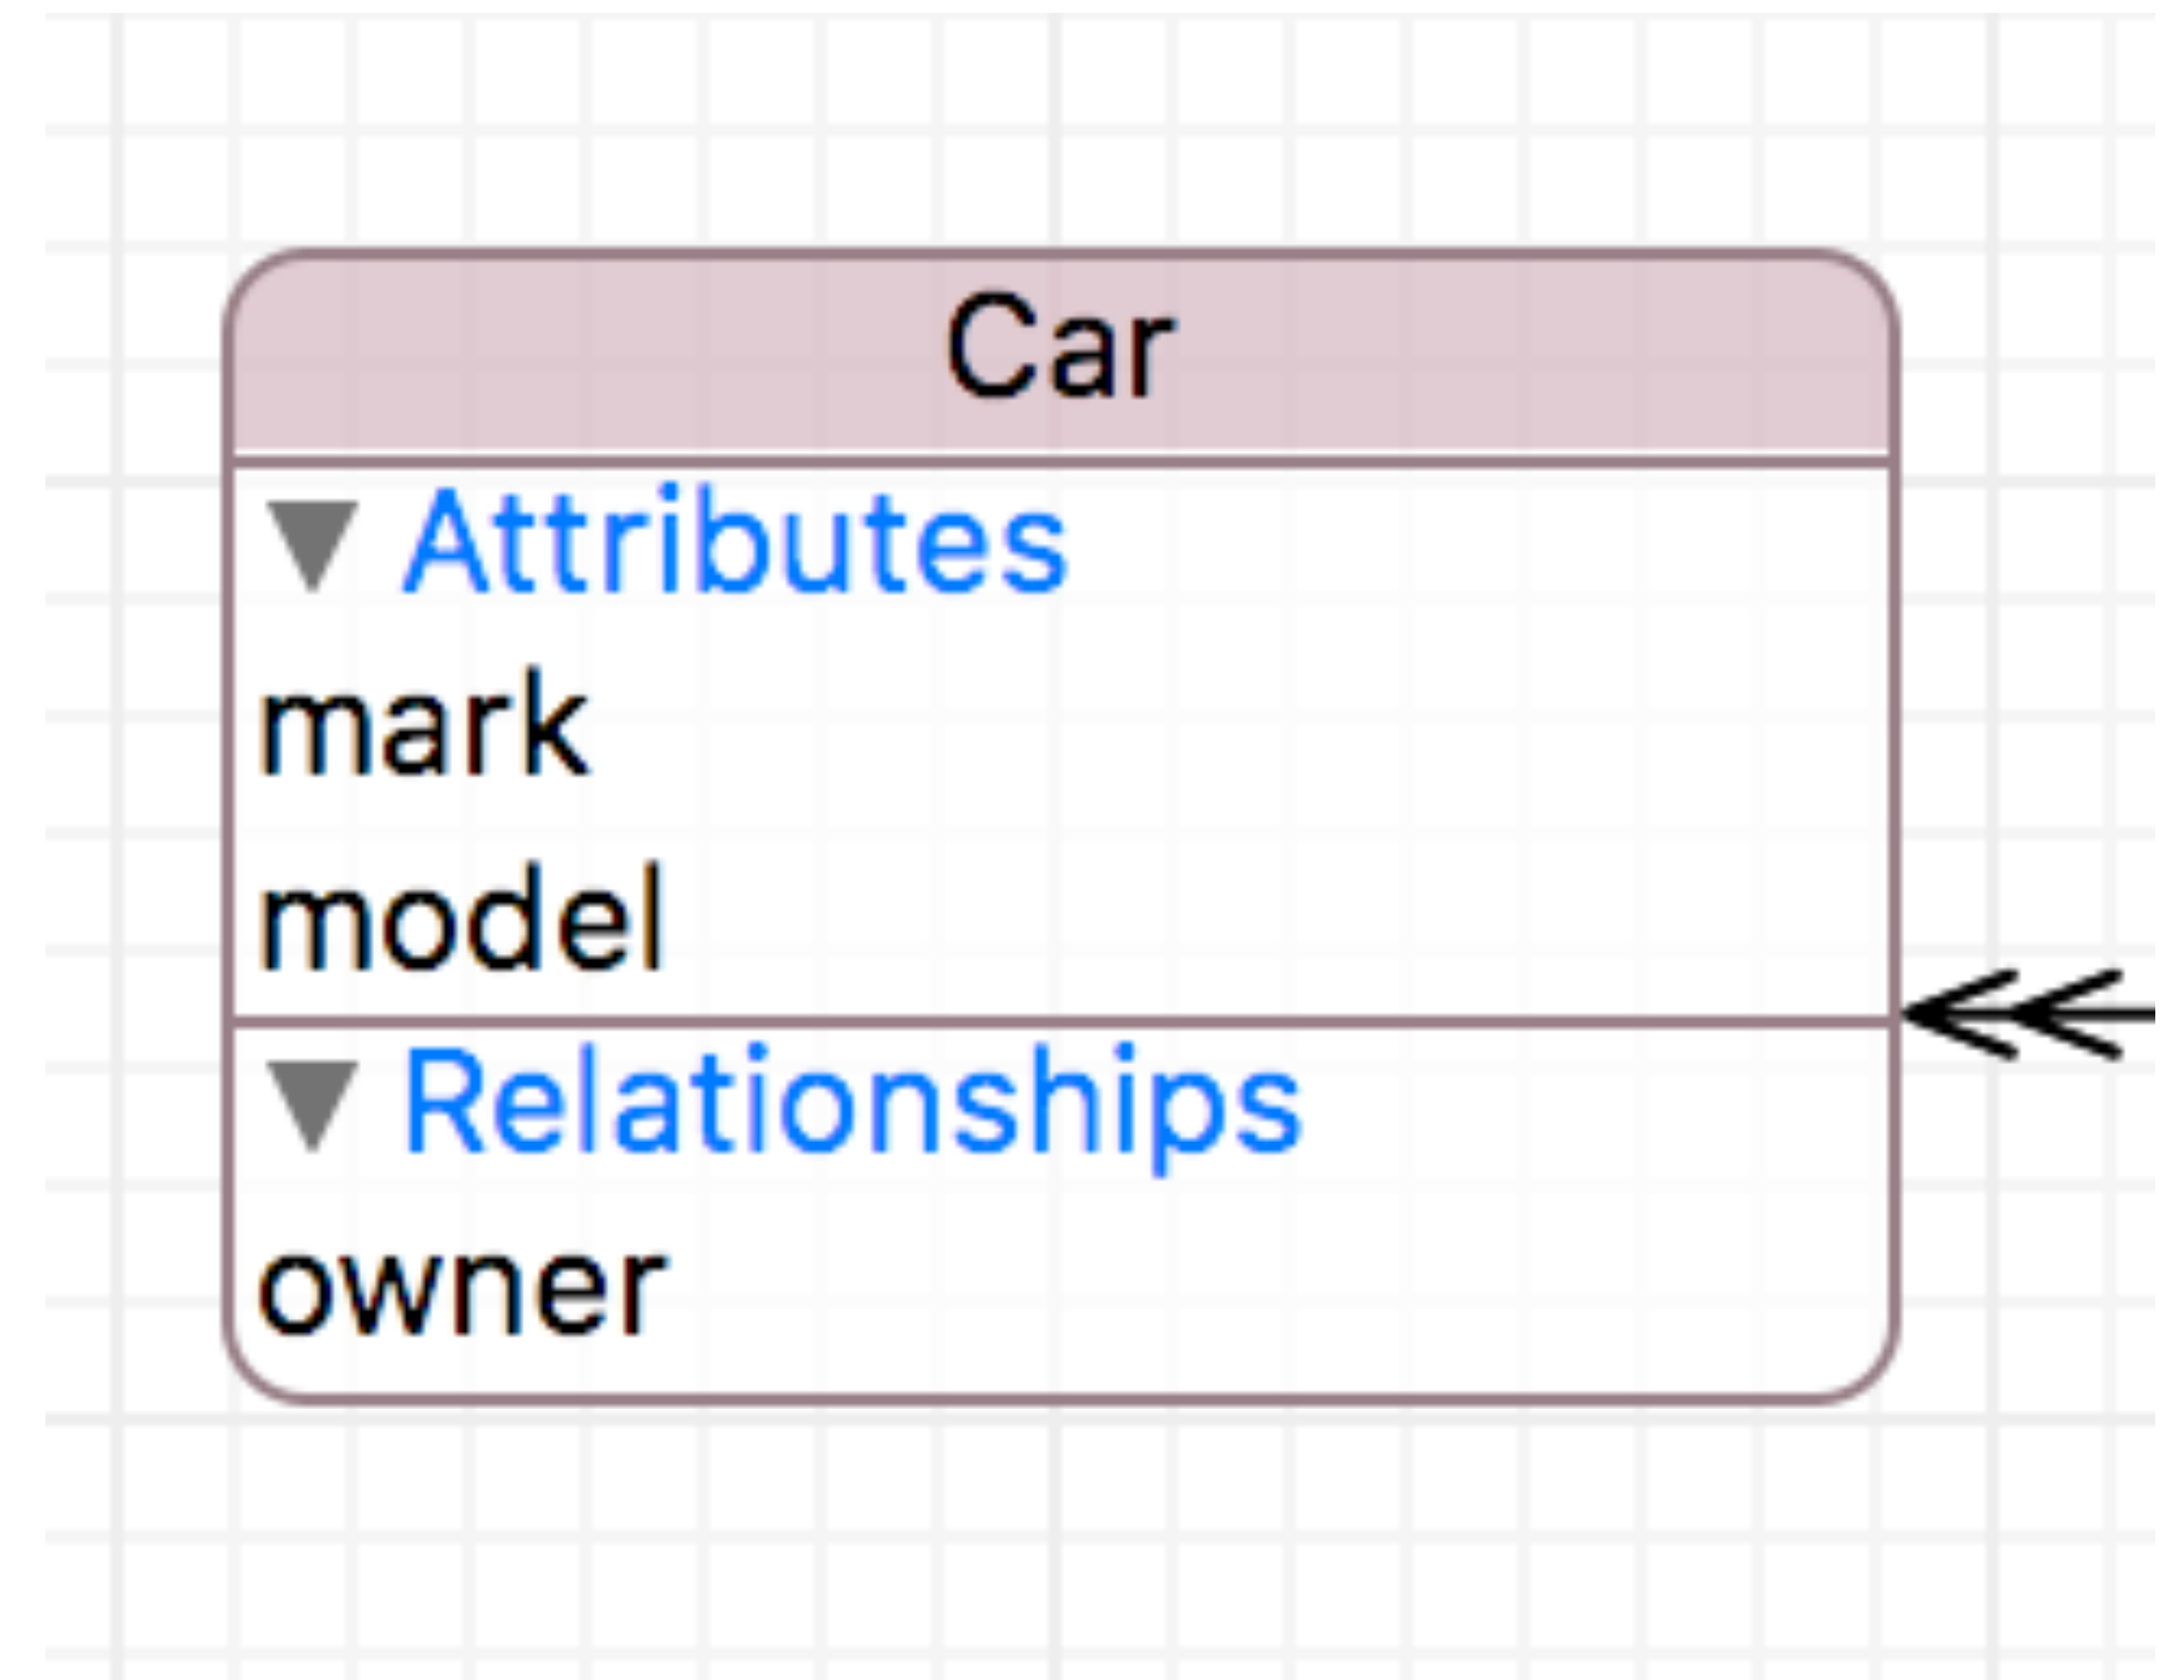 Car
Attributes
mark
model
Relationships
owner